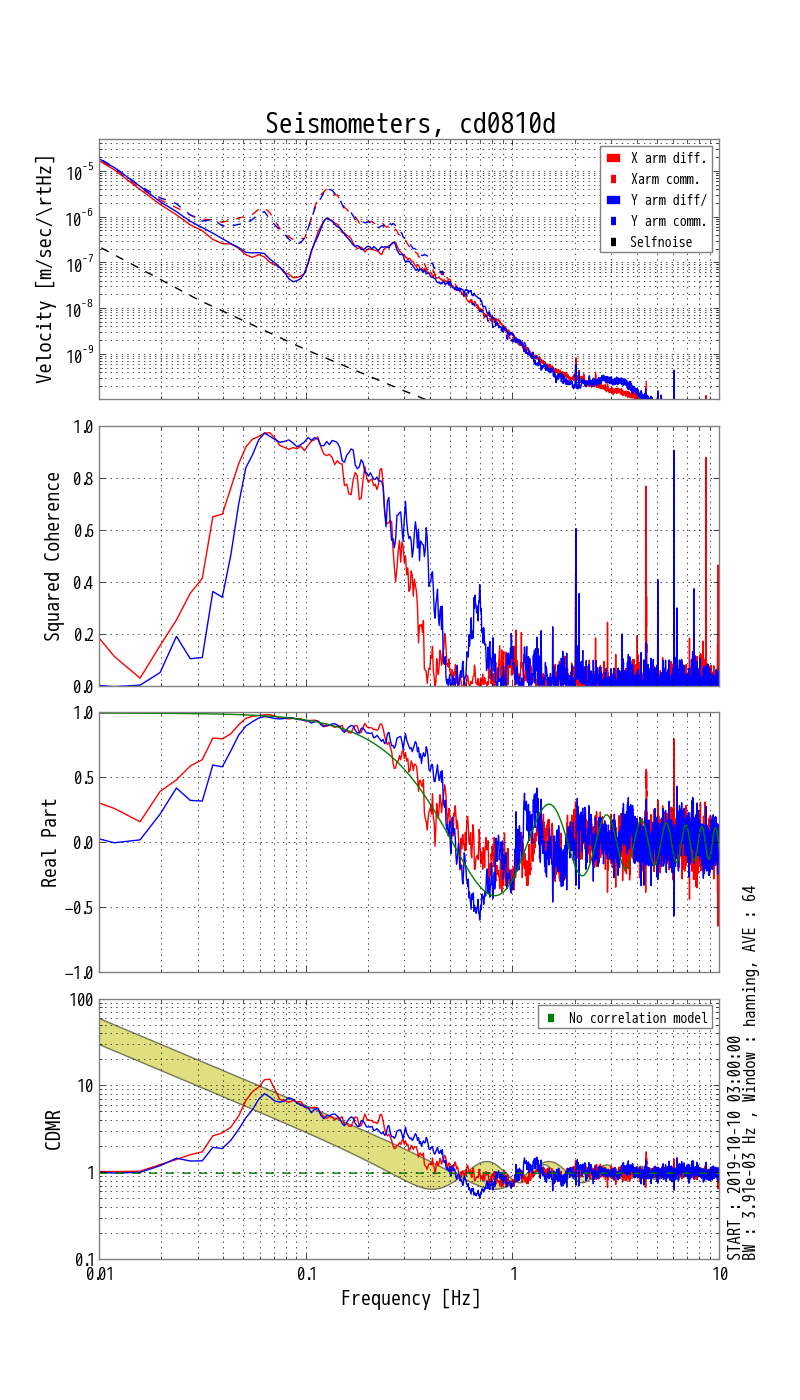 Seismometers, cd0810d
Velocity [m/sec/\rtHz]
10^-5
10^-6
10^-7
10^-8
10^-9
X arm diff.
Xarm comm.
Y arm diff/
Y arm comm.
Selfnoise
Squared Coherence
1.0
0.8
0.6
0.4
0.2
0.0
Real Part
1.0
0.5
0.0
−0.5
−1.0
CDMR
100
10
1
0.1
No correlation model
0.01
0.1
1
10
Frequency [Hz]
START : 2019-10-10 03:00:00
BW : 3.91e-03 Hz , Window : hanning, AVE : 64